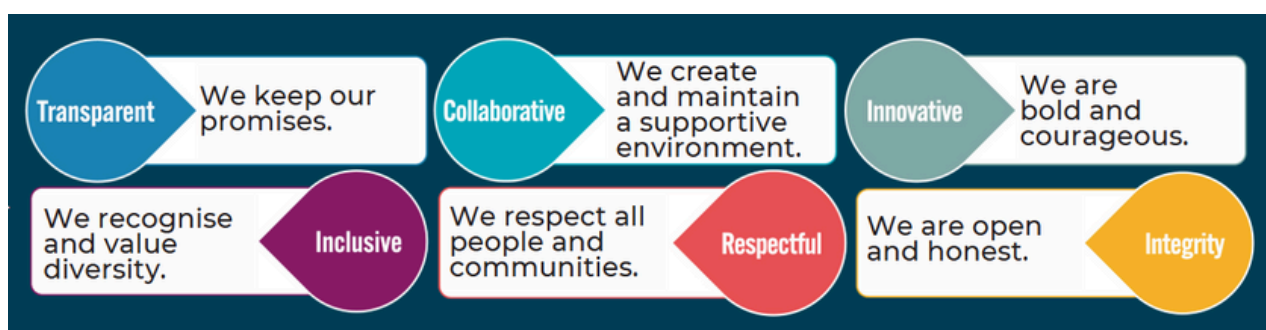 Transparent
We keep our
promises.
Collaborative
We create
and maintain
a supportive
environment.
Innovative
We are
bold and
courageous.
We recognise
and value
diversity.
Inclusive
We respect all
people and
communities.
Respectful
We are open
and honest.
Integrity